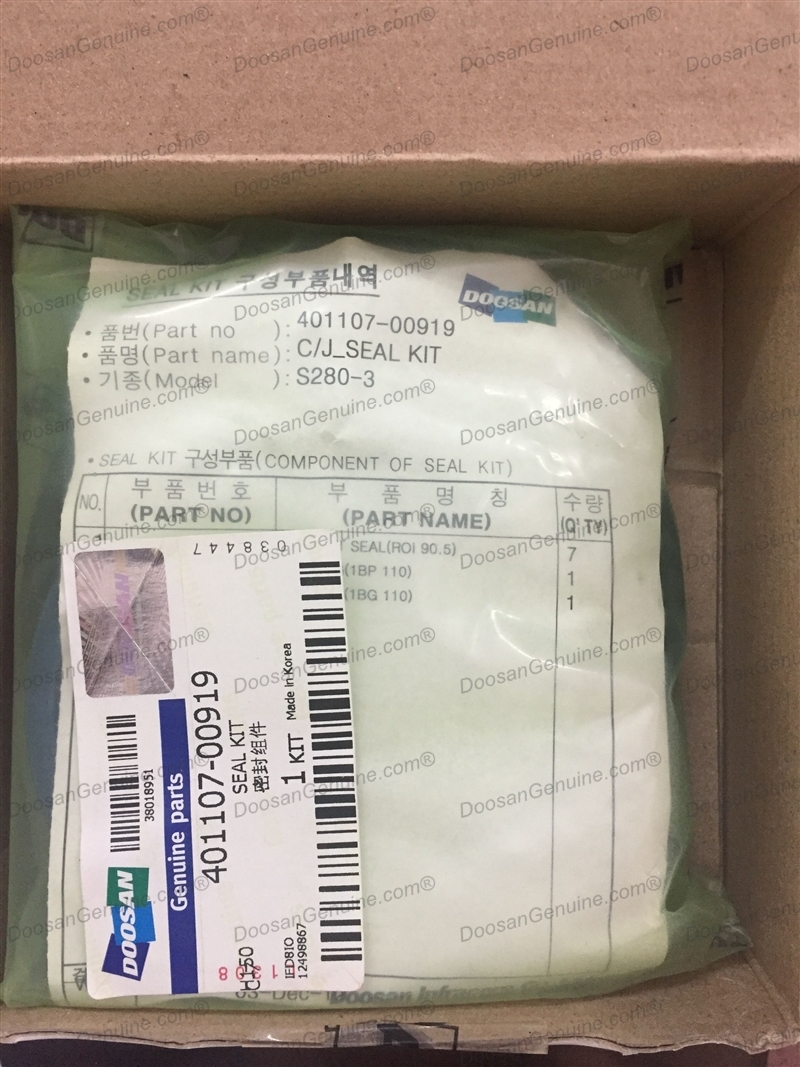 SEAL KIT 구성부품내역
DOOSAN
• 품번(Part no ): 401107-00919
• 품명(Part name): C/J_SEAL KIT
• 기종(Model ): S280-3
• SEAL KIT 구성부품(COMPONENT OF SEAL KIT)
NO. 부품번호 부품명칭 수량
(PART NO) (PART NAME) (Q'TY)
SEAL(ROI 90.5) 7
(1BP 110) 1
(1BG 110) 1
038447
38018951
DOOSAN
Genuine parts
401107-00919
SEAL KIT
密封组件
1 KIT Made in Korea
IED8IO
12498867
Doosan Infracore
DoosanGenuine.com®